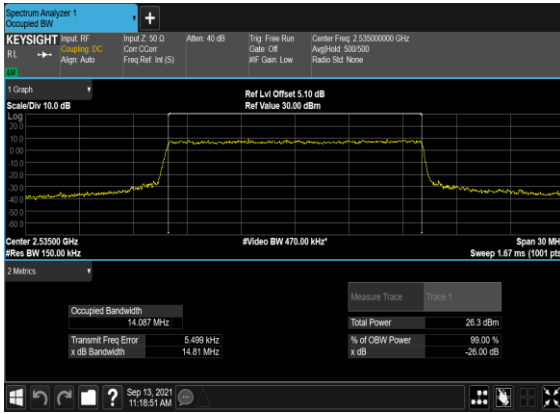 Spectrum Analyzer 1
Occupied BW
+
KEYSIGHT
RL
Input: RF
Coupling: DC
Align: Auto
Input Z: 50 Ω
Corr CCorr
Freq Ref: Int (S)
Atten: 40 dB
Trig: Free Run
Gate: Off
#IF Gain: Low
Center Freq: 2.535000000 GHz
Avg|Hold: 500/500
Radio Std: None
LW
1 Graph
Scale/Div 10.0 dB
Ref Lvl Offset 5.10 dB
Ref Value 30.00 dBm
Log
20.0
10.0
0.00
-10.0
-20.0
-30.0
-40.0
-50.0
-60.0
Center 2.53500 GHz
#Res BW 150.00 kHz
#Video BW 470.00 kHz*
Span 30 MH
Sweep 1.67 ms (1001 pts
2 Metrics
Measure Trace
Trace 1
Occupied Bandwidth
14.087 MHz
Total Power
26.3 dBm
Transmit Freq Error
5.499 kHz
% of OBW Power
99.00 %
x dB Bandwidth
14.81 MHz
x dB
-26.00 dB
?
Sep 13, 2021
11:18:51 AM